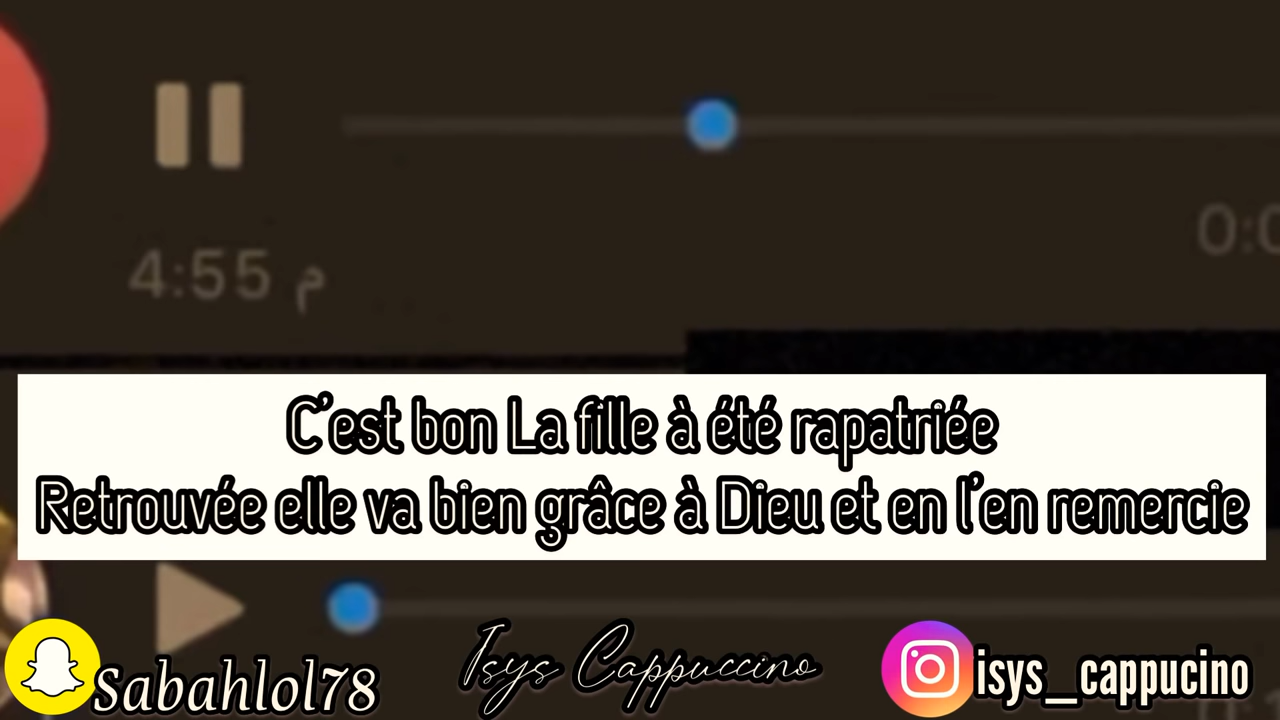 4:55 م
C'est bon La fille à été rapatriée
Retrouvée elle va bien grâce à Dieu et en l'en remercie
Sabahlol78
Isys Cappuccino
isys_cappucino